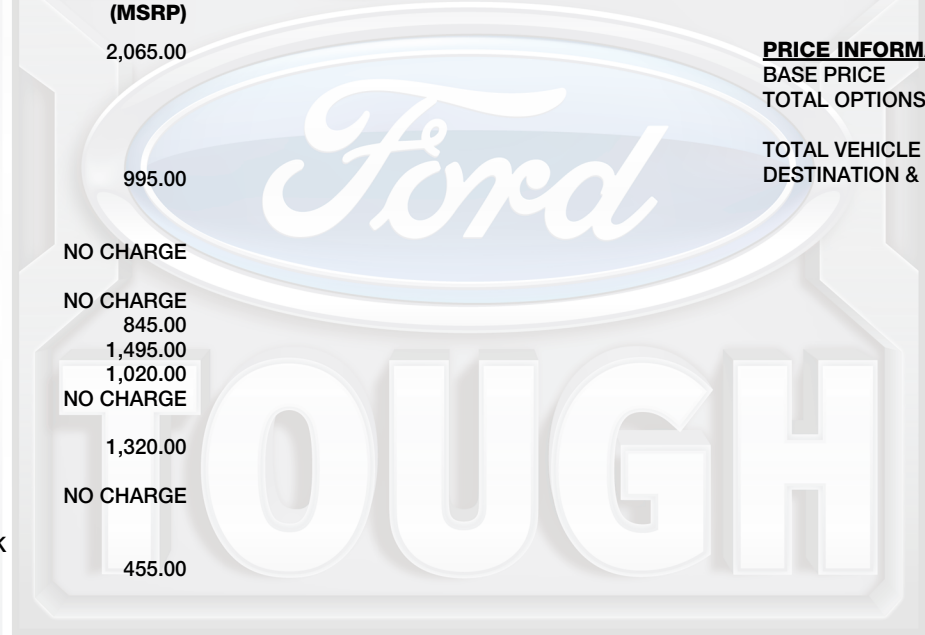 (MSRP)
2,065.00
995.00
NO CHARGE
NO CHARGE
845.00
1,495.00
1,020.00
NO CHARGE
1,320.00
NO CHARGE
K
455.00
PRICE INFORM
BASE PRICE
TOTAL OPTIONS
TOTAL VEHICLE
DESTINATION &
Ford
TOUGH